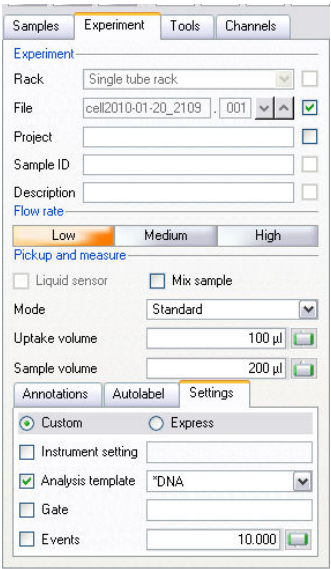 Samples Experiment Tools Channels
Experiment
Rack Single tube rack
File cell2010-01-20_2109 . 001
Project
Sample ID
Description
Flow rate
Low Medium High
Pickup and measure
Liquid sensor Mix sample
Mode Standard
Uptake volume 100 µl
Sample volume 200 µl
Annotations Autolabel Settings
Custom Express
Instrument setting
Analysis template *DNA
Gate
Events 10.000